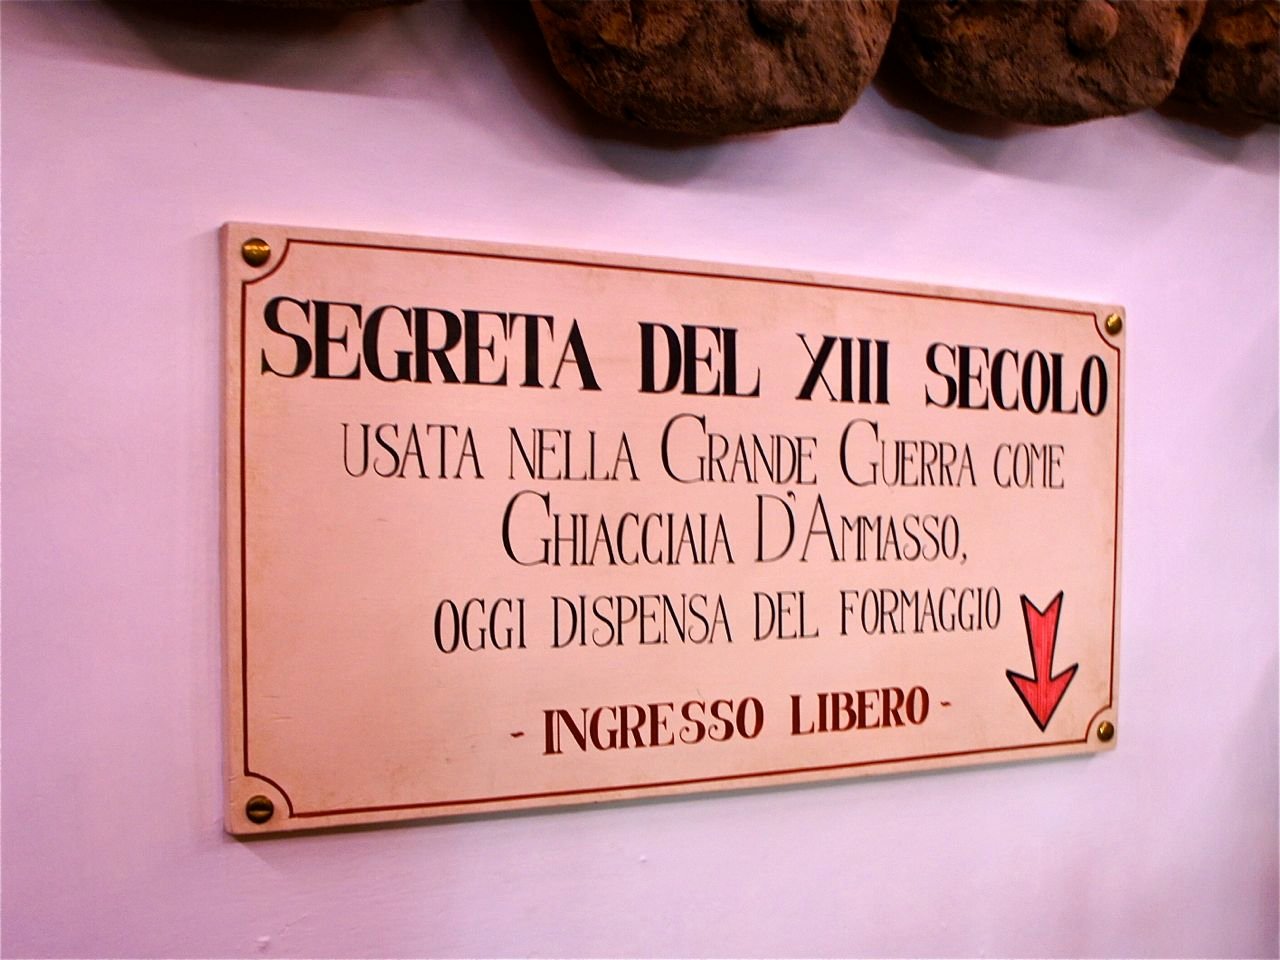 SEGRETA DEL XIII SECOLO
USATA NELLA GRANDE GUERRA COME
GHIACCIAIA D'AMMASSO,
OGGI DISPENSA DEL FORMAGGIO
- INGRESSO LIBERO -